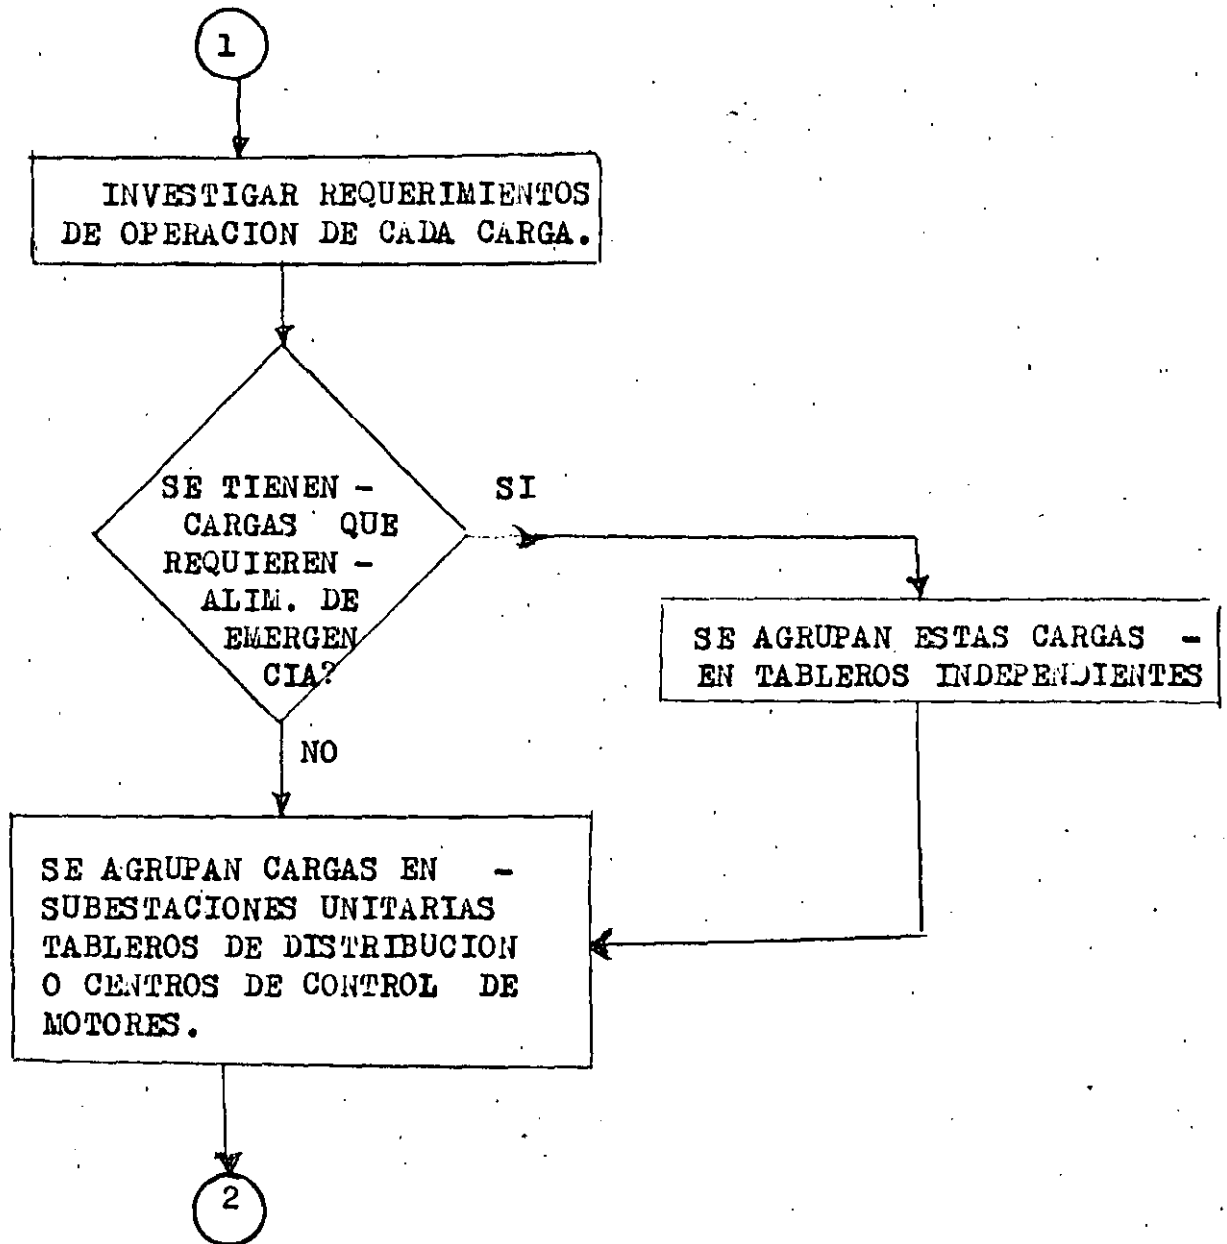 1
INVESTIGAR REQUERIMIENTOS
DE OPERACION DE CADA CARGA.
SE TIENEN -
CARGAS QUE
REQUIEREN -
ALIM. DE
EMERGEN
CIA?
SI
SE AGRUPAN ESTAS CARGAS -
EN TABLEROS INDEPENDIENTES
NO
SE AGRUPAN CARGAS EN -
SUBESTACIONES UNITARIAS
TABLEROS DE DISTRIBUCION
O CENTROS DE CONTROL DE
MOTORES.
2